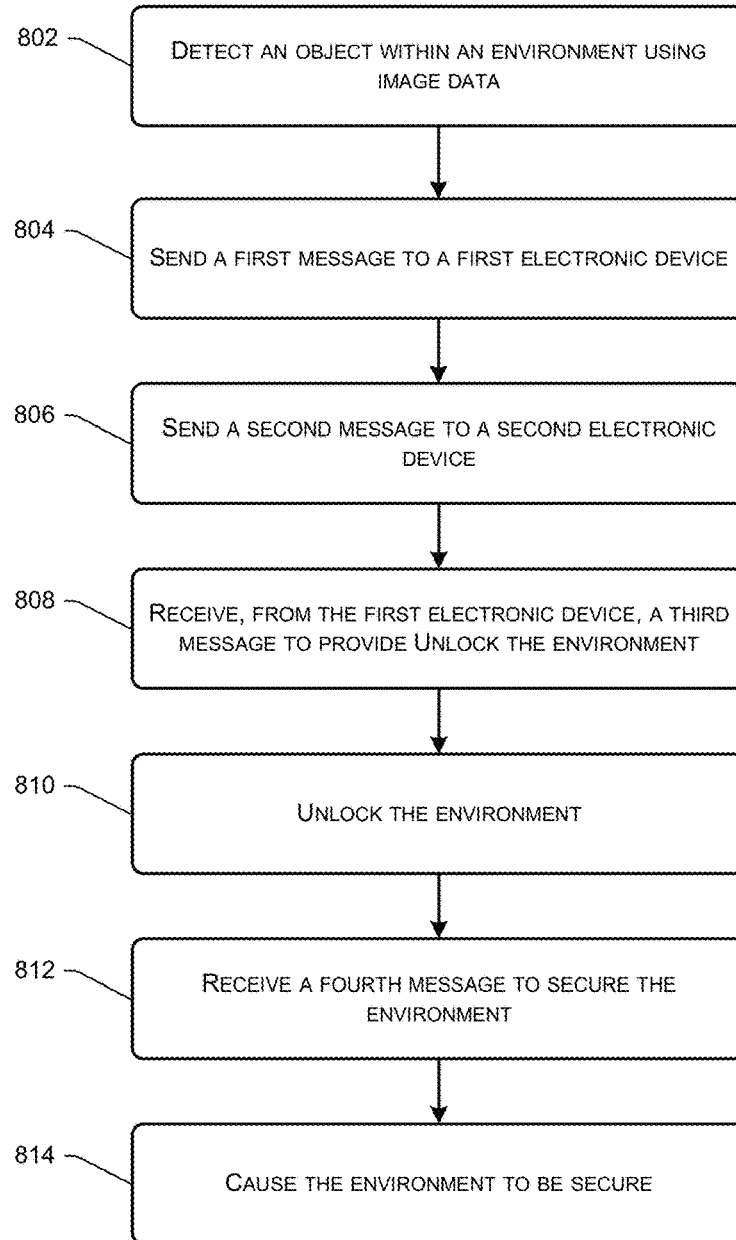 802
DETECT AN OBJECT WITHIN AN ENVIRONMENT USING
IMAGE DATA
804
SEND A FIRST MESSAGE TO A FIRST ELECTRONIC DEVICE
806
SEND A SECOND MESSAGE TO A SECOND ELECTRONIC
DEVICE
808
RECEIVE, FROM THE FIRST ELECTRONIC DEVICE, A THIRD
MESSAGE TO PROVIDE UNLOCK THE ENVIRONMENT
810
UNLOCK THE ENVIRONMENT
812
RECEIVE A FOURTH MESSAGE TO SECURE THE
ENVIRONMENT
814
CAUSE THE ENVIRONMENT TO BE SECURE